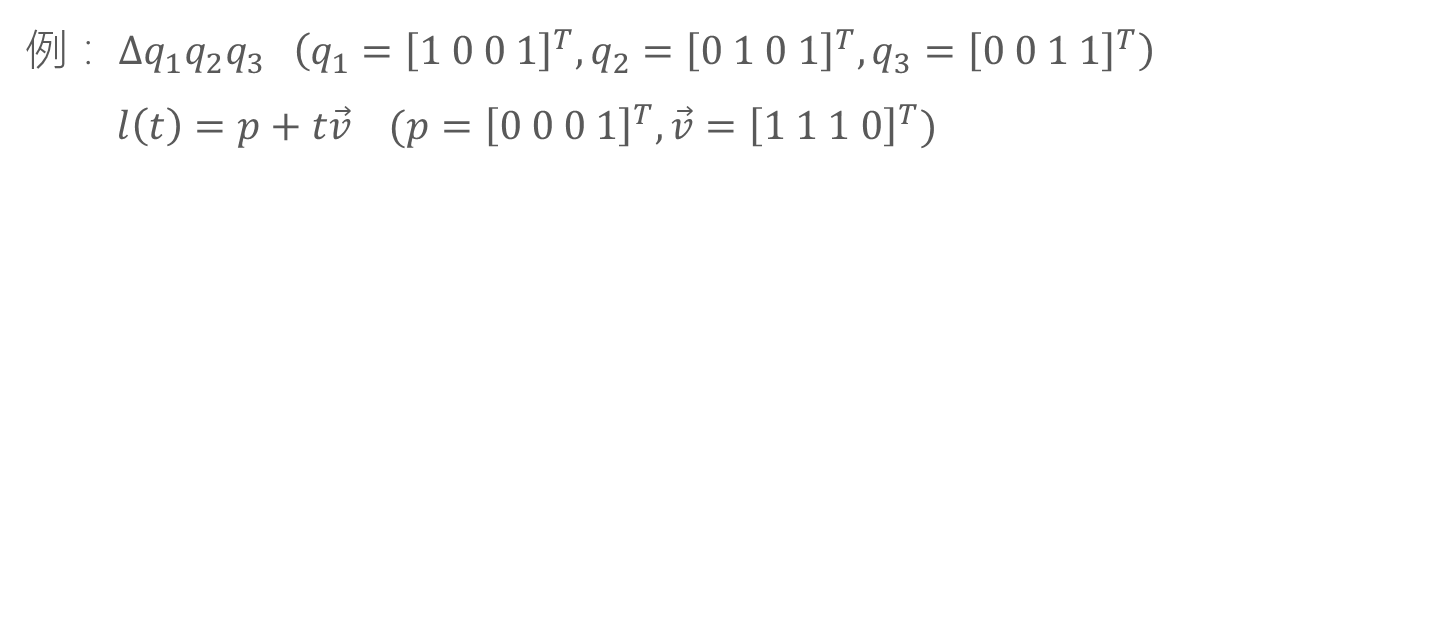 例：Δq₁q₂q₃ (q₁ = [1 0 0 1]ᵀ, q₂ = [0 1 0 1]ᵀ, q₃ = [0 0 1 1]ᵀ)
l(t) = p + tv⃗ (p = [0 0 0 1]ᵀ, v⃗ = [1 1 1 0]ᵀ)